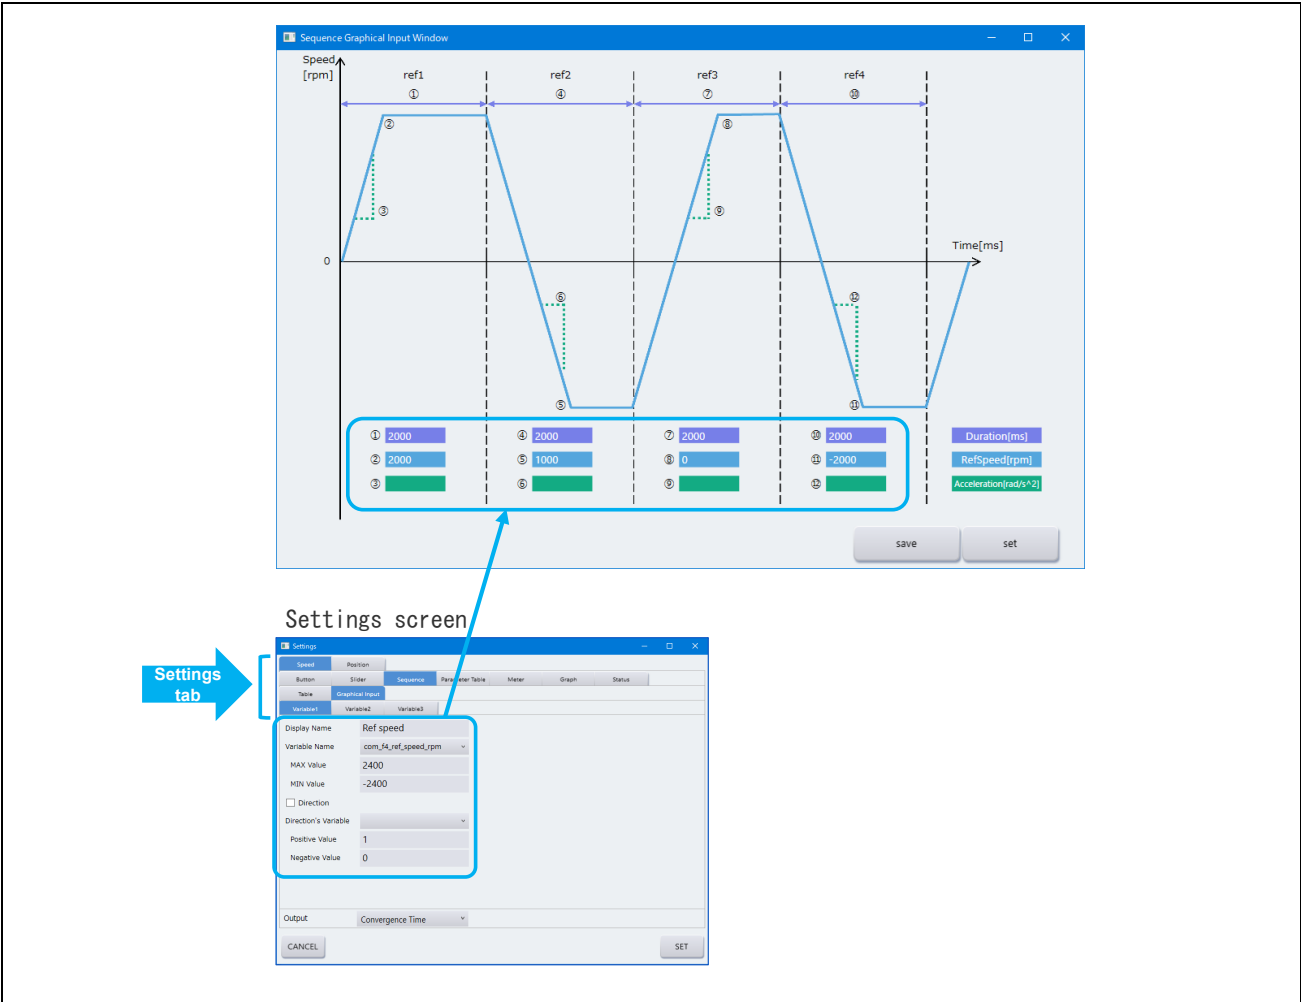 Sequence Graphical Input Window
Speed
[rpm]
ref1 ref2 ref3 ref4
① ④ ⑦ ⑩
② ⑧
③ ⑨
Time[ms]
0
⑥ ⑫
⑤ ⑪
① 2000 ④ 2000 ⑦ 2000 ⑩ 2000 Duration[ms]
② 2000 ⑤ 1000 ⑧ 0 ⑪ -2000 RefSpeed[rpm]
③ ⑥ ⑨ ⑫ Acceleration[rad/s^2]
save set
Settings screen
Settings
Settings
tab
Speed Position
Button Slider Sequence Parameter Table Meter Graph Status
Table Graphical Input
Variable1 Variable2 Variable3
Display Name Ref speed
Variable Name com_f4_ref_speed_rpm
MAX Value 2400
MIN Value -2400
Direction
Direction's Variable
Positive Value 1
Negative Value 0
Output Convergence Time
CANCEL SET